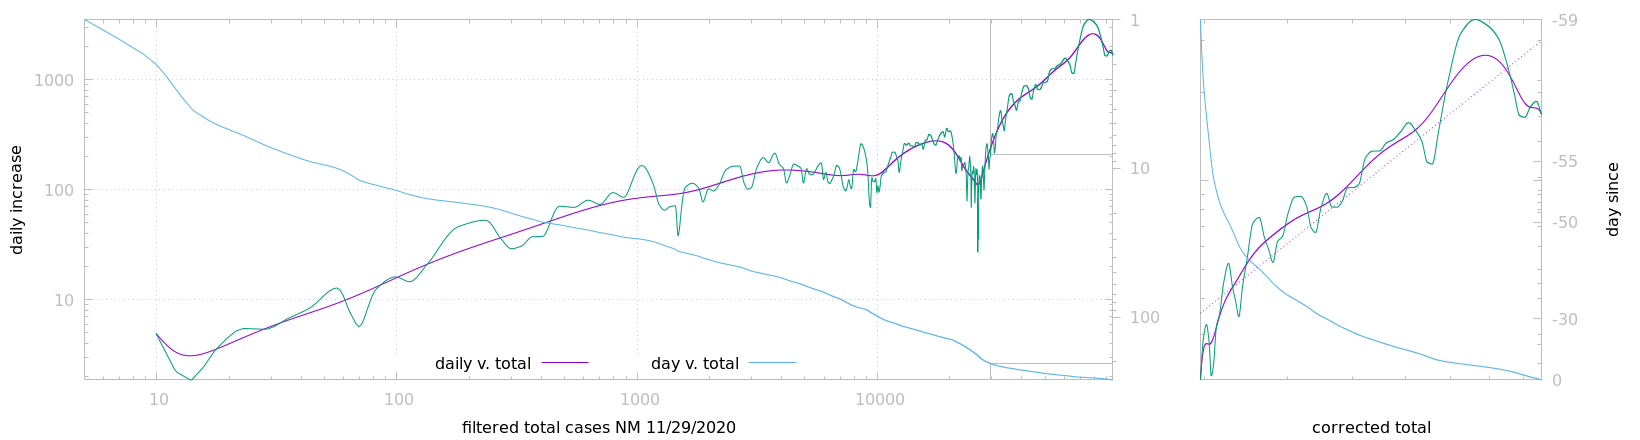 1
-59
1000
daily increase
100
10
10
-55
-50
day since
100
-30
0
daily v. total
day v. total
10
100
1000
10000
filtered total cases NM 11/29/2020
corrected total